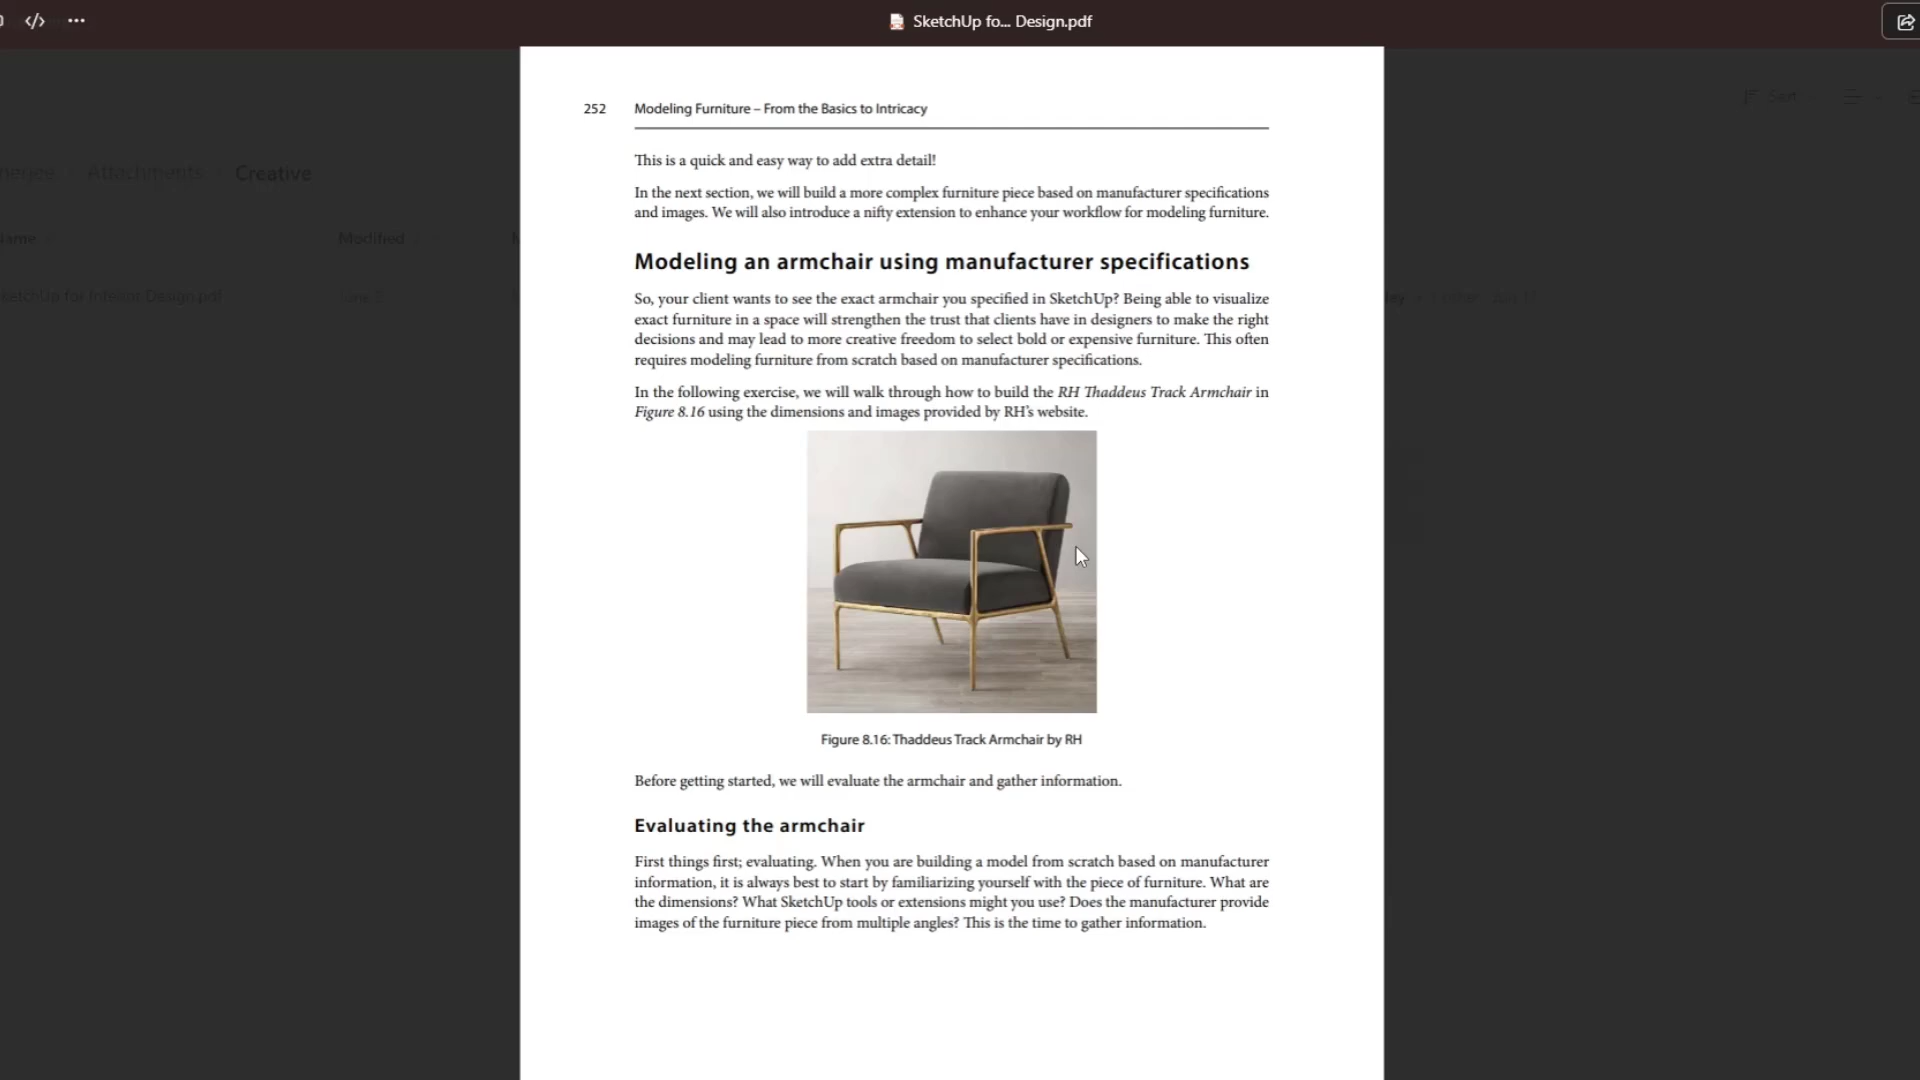 SketchUp fo... Design.pdf
Sort
Attachments
Creative
Modified
252 Modeling Furniture – From the Basics to Intricacy
This is a quick and easy way to add extra detail!
In the next section, we will build a more complex furniture piece based on manufacturer specifications
and images. We will also introduce a nifty extension to enhance your workflow for modeling furniture.
Modeling an armchair using manufacturer specifications
So, your client wants to see the exact armchair you specified in SketchUp? Being able to visualize
exact furniture in a space will strengthen the trust that clients have in designers to make the right
decisions and may lead to more creative freedom to select bold or expensive furniture. This often
requires modeling furniture from scratch based on manufacturer specifications.
In the following exercise, we will walk through how to build the RH Thaddeus Track Armchair in
Figure 8.16 using the dimensions and images provided by RH's website.
Figure 8.16: Thaddeus Track Armchair by RH
Before getting started, we will evaluate the armchair and gather information.
Evaluating the armchair
First things first; evaluating. When you are building a model from scratch based on manufacturer
information, it is always best to start by familiarizing yourself with the piece of furniture. What are
the dimensions? What SketchUp tools or extensions might you use? Does the manufacturer provide
images of the furniture piece from multiple angles? This is the time to gather information.